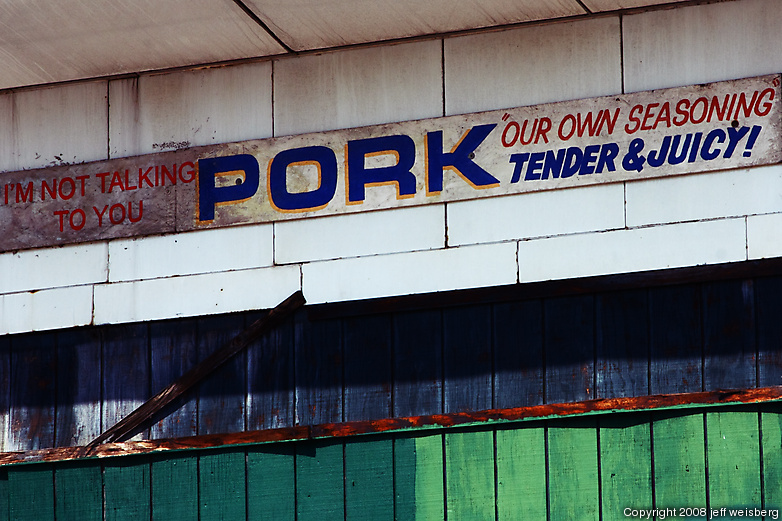 I'M NOT TALKING
TO YOU
PORK
"OUR OWN SEASONING"
TENDER & JUICY!
Copyright 2008 jeff weisberg